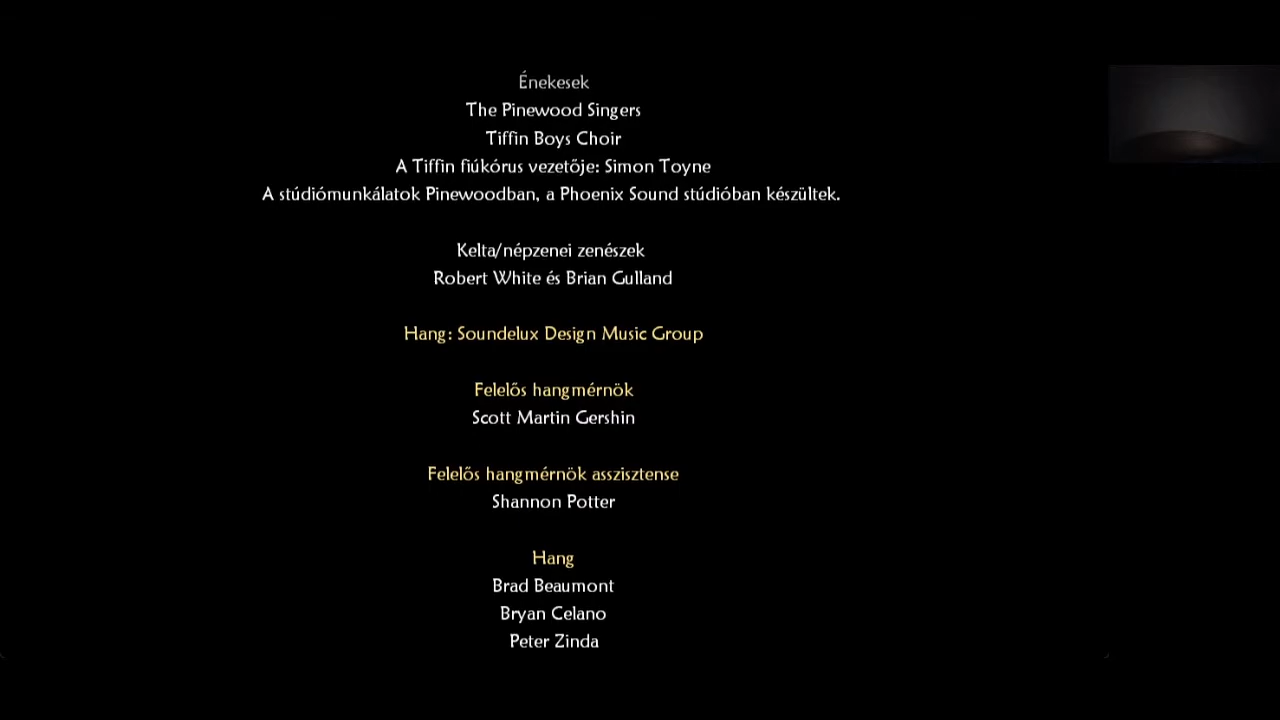 Énekesek
The Pinewood Singers
Tiffin Boys Choir
A Tiffin fiúkórus vezetője: Simon Toyne
A stúdiómunkálatok Pinewoodban, a Phoenix Sound stúdióban készültek.
Kelta/népzenei zenészek
Robert White és Brian Gulland
Hang: Soundelux Design Music Group
Felelős hangmérnök
Scott Martin Gershin
Felelős hangmérnök asszisztense
Shannon Potter
Hang
Brad Beaumont
Bryan Celano
Peter Zinda